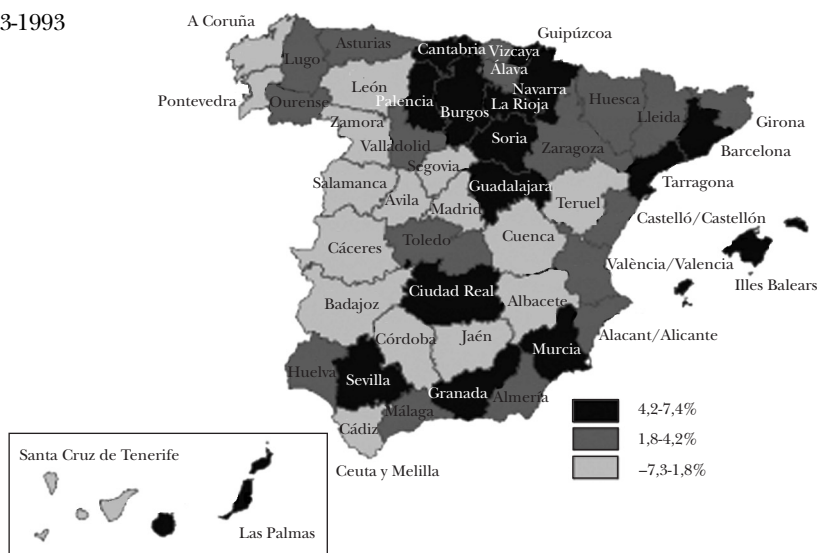 3-1993
A Coruña
Lugo
Asturias
Cantabria
Vizcaya
Guipúzcoa
Álava
Navarra
Pontevedra
Ourense
León
Palencia
Burgos
La Rioja
Huesca
Lleida
Girona
Zamora
Valladolid
Soria
Zaragoza
Barcelona
Segovia
Salamanca
Ávila
Madrid
Guadalajara
Teruel
Tarragona
Castelló/Castellón
Cáceres
Toledo
Cuenca
València/Valencia
Illes Balears
Badajoz
Ciudad Real
Albacete
Alacant/Alicante
Córdoba
Jaén
Murcia
Huelva
Sevilla
Granada
Almería
Málaga
Cádiz
Ceuta y Melilla
4,2-7,4%
1,8-4,2%
–7,3-1,8%
Santa Cruz de Tenerife
Las Palmas